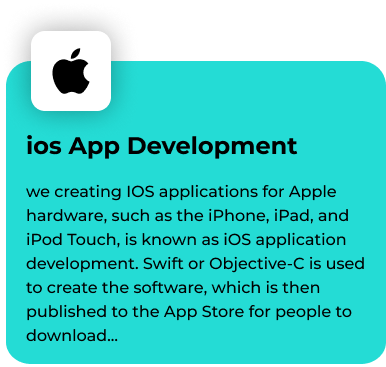 ios App Development
we creating IOS applications for Apple
hardware, such as the iPhone, iPad, and
iPod Touch, is known as iOS application
development. Swift or Objective-C is used
to create the software, which is then
published to the App Store for people to
download...